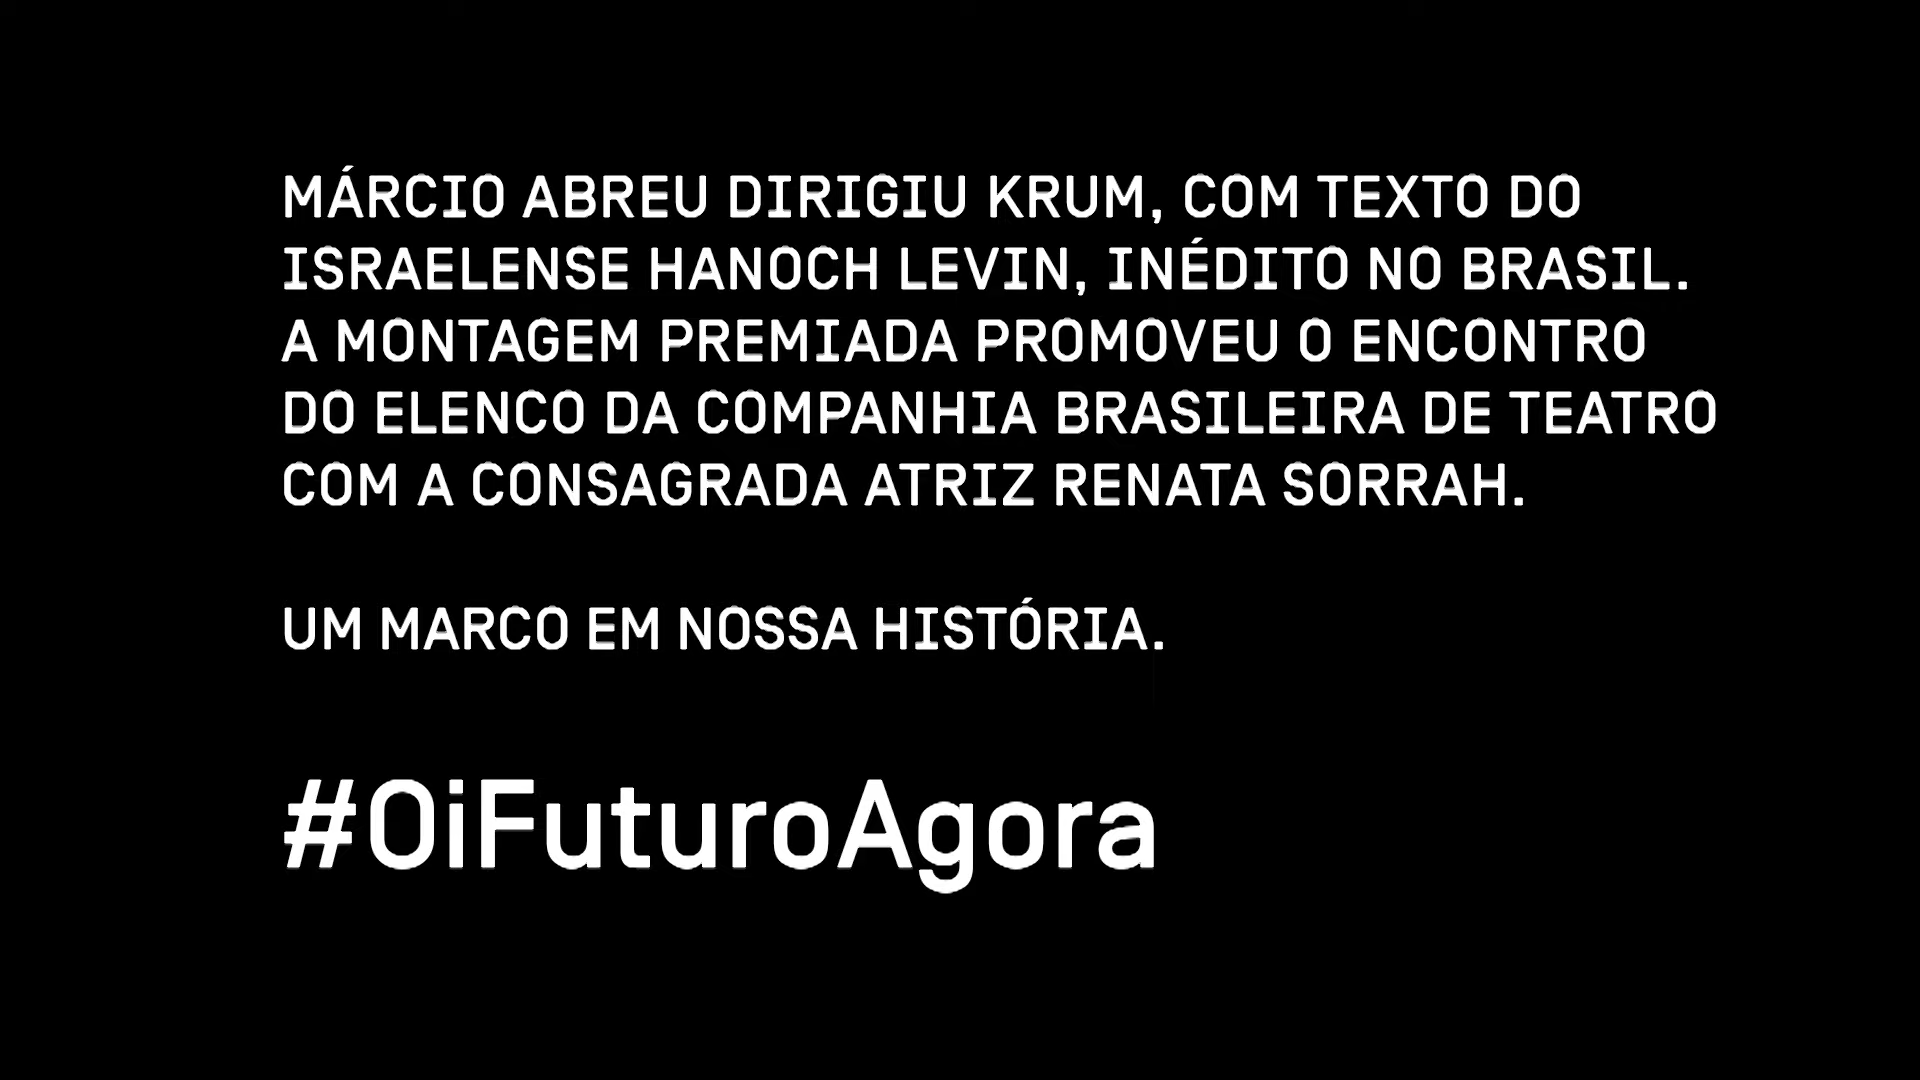 MÁRCIO ABREU DIRIGIU KRUM, COM TEXTO DO
ISRAELENSE HANOCH LEVIN, INÉDITO NO BRASIL.
A MONTAGEM PREMIADA PROMOVEU O ENCONTRO
DO ELENCO DA COMPANHIA BRASILEIRA DE TEATRO
COM A CONSAGRADA ATRIZ RENATA SORRAH.
UM MARCO EM NOSSA HISTÓRIA.
#OiFuturoAgora